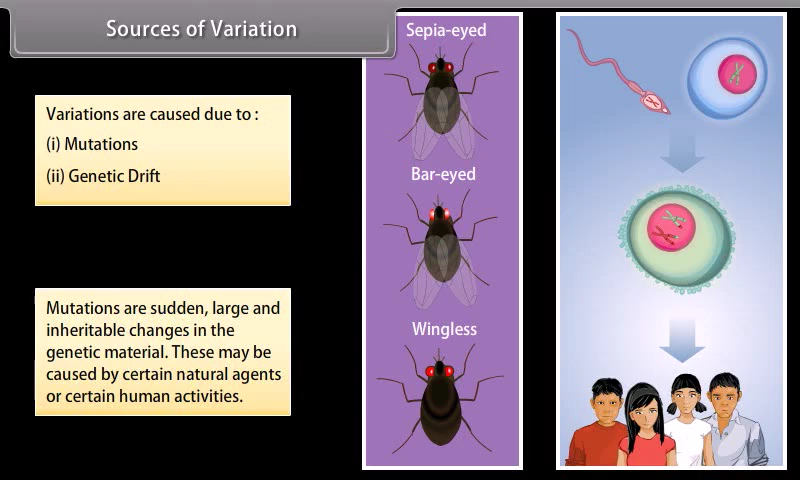 Sources of Variation
Variations are caused due to :
(i) Mutations
(ii) Genetic Drift
Mutations are sudden, large and
inheritable changes in the
genetic material. These may be
caused by certain natural agents
or certain human activities.
Sepia-eyed
Bar-eyed
Wingless